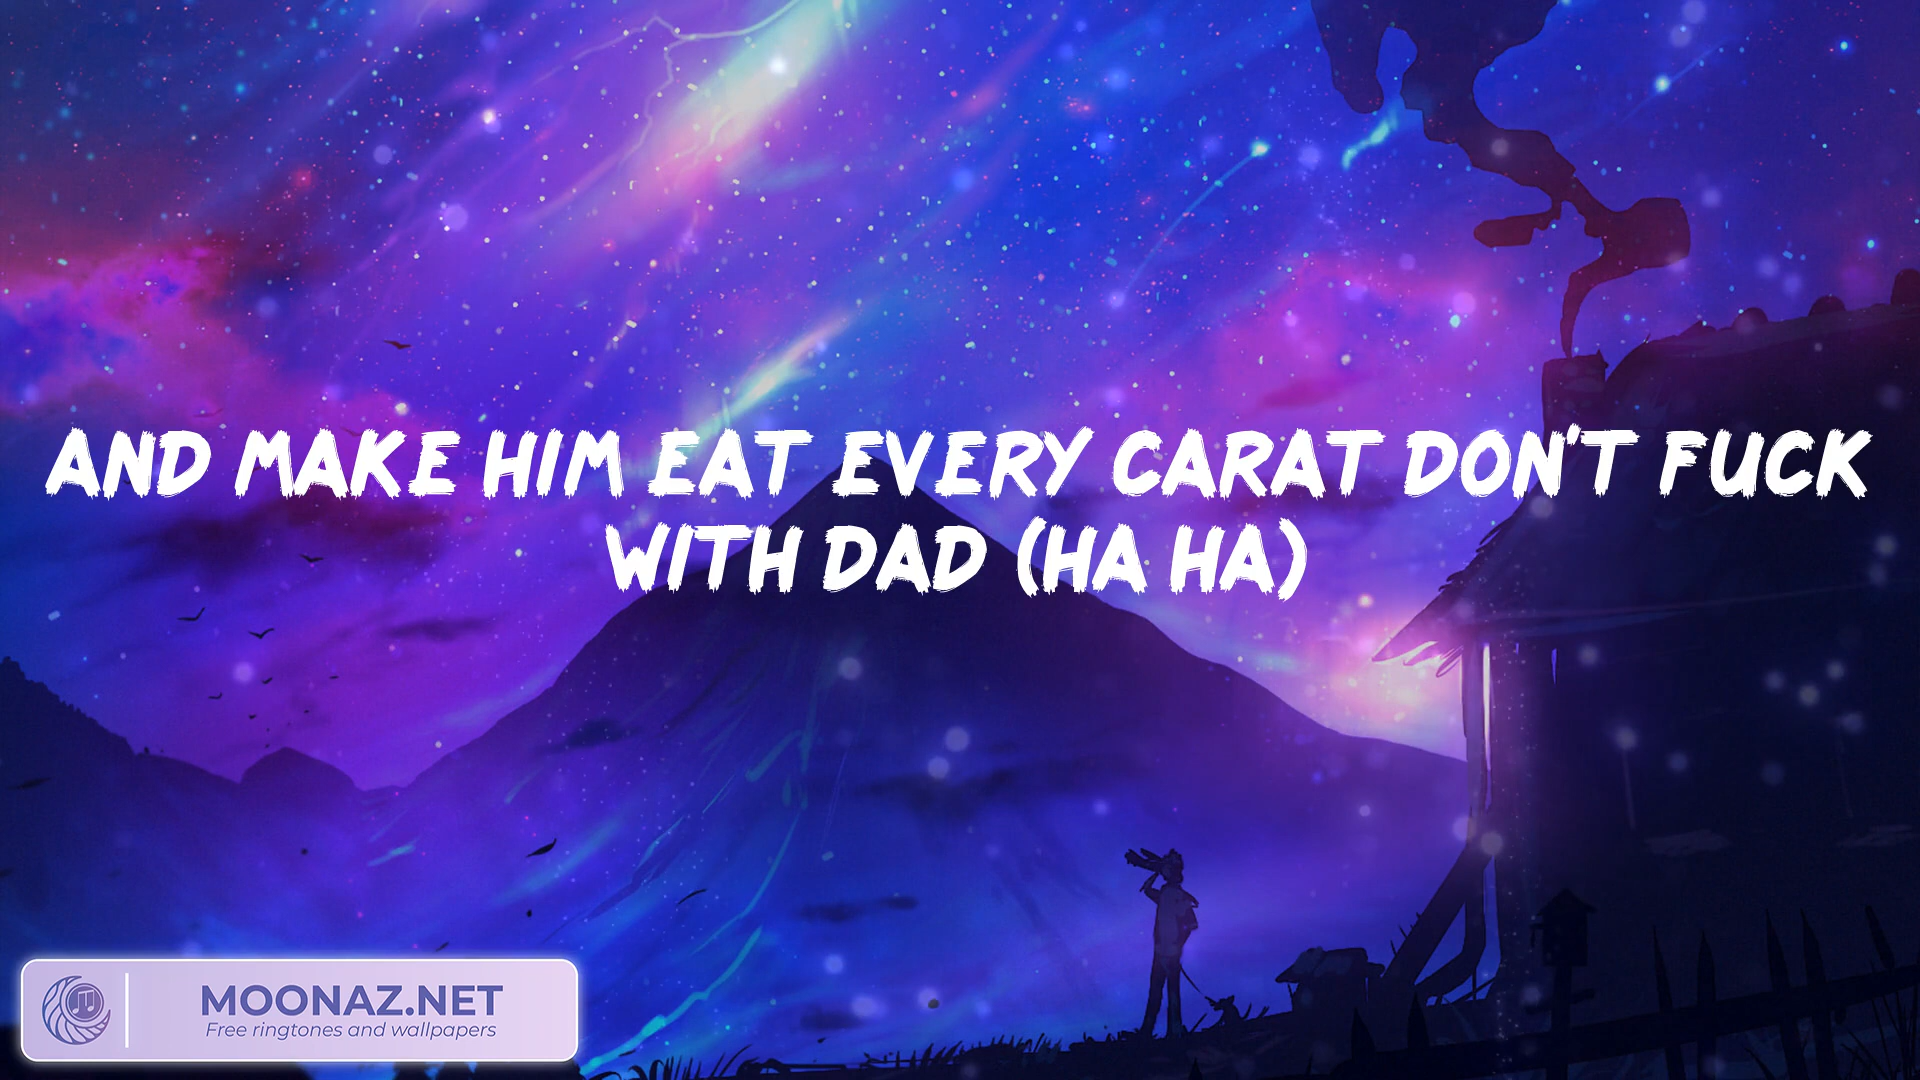 AND MAKE HIM EAT EVERY CARAT DON'T FUCK
WITH DAD (HA HA)
MOONAZ.NET
Free ringtones and wallpapers